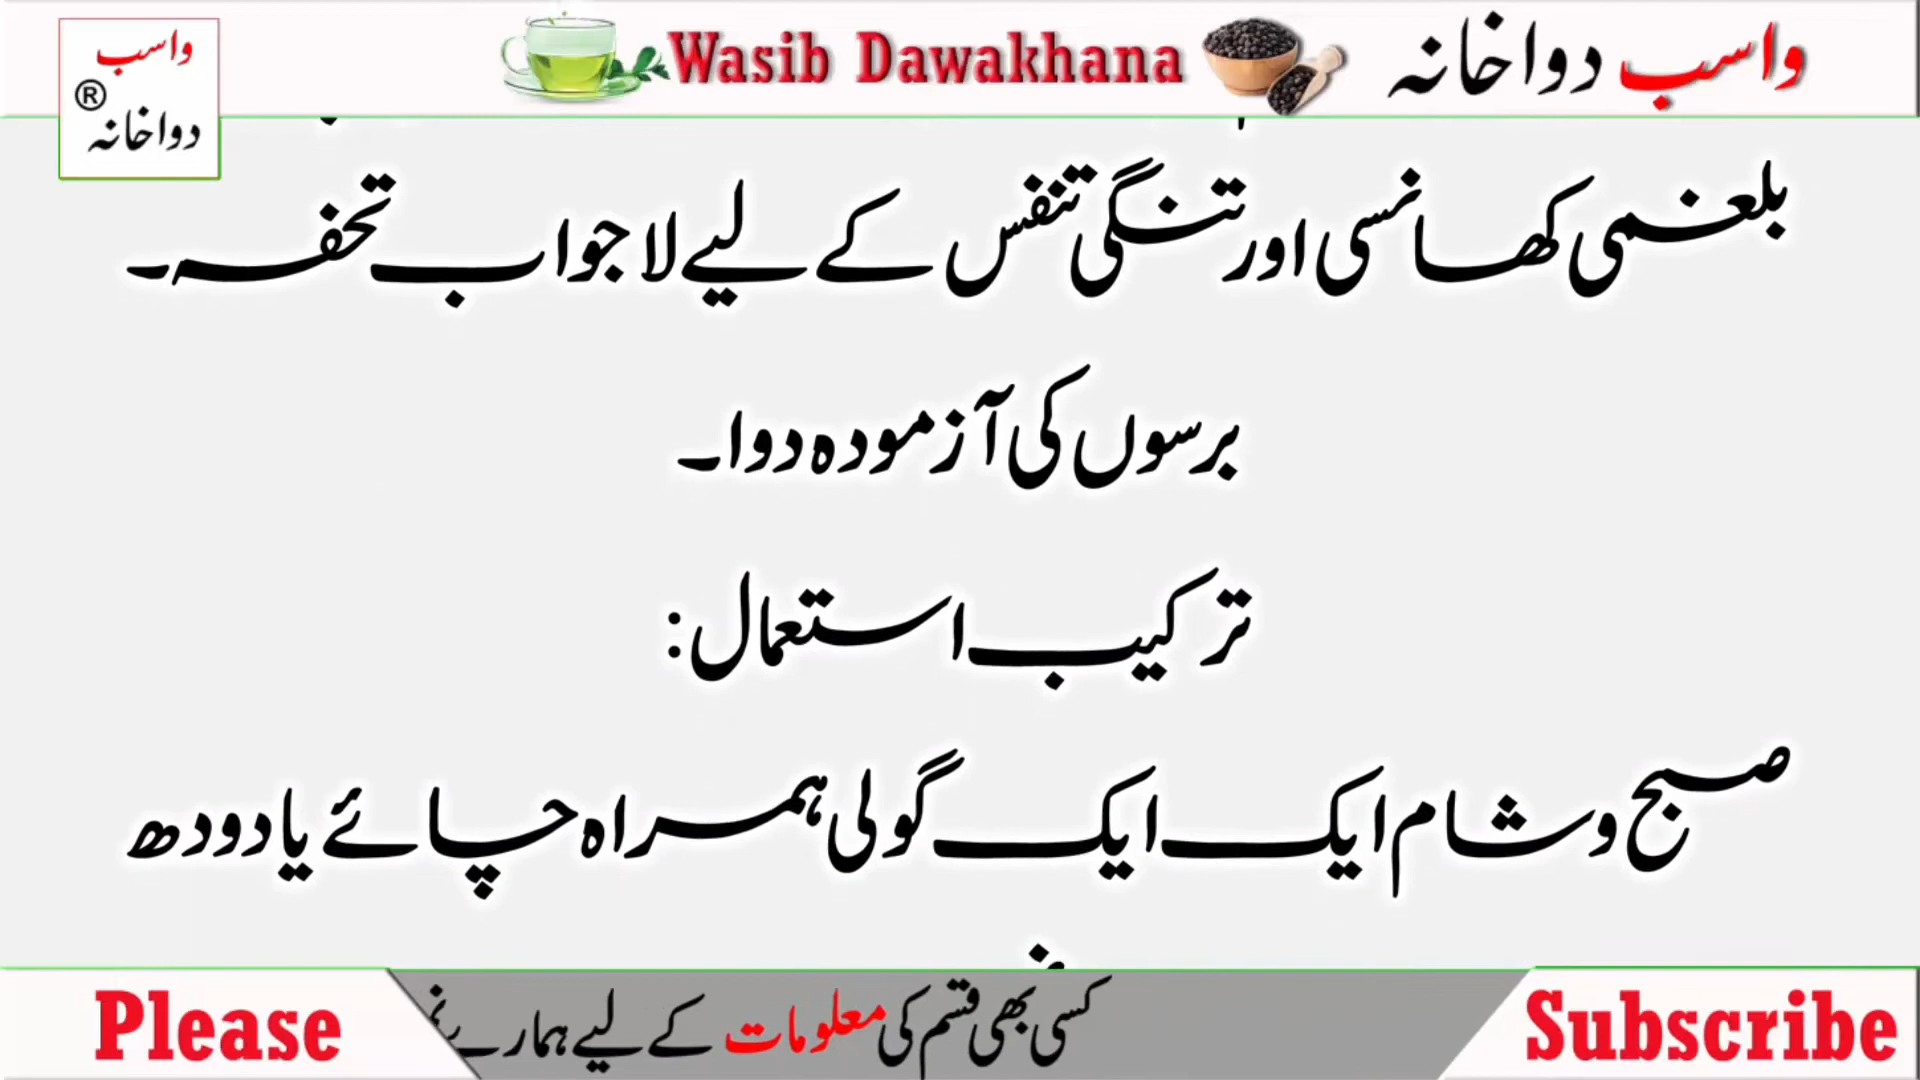 واسب
®
دواخانہ
Wasib Dawakhana
واسب دواخانہ
بلغمی کھانسی اور تنگی تنفس کے لیے لاجواب تحفہ۔
برسوں کی آزمودہ دوا۔
ترکیب استعمال:
صبح و شام ایک ایک گولی ہمراہ چائے یا دودھ
Please
کسی بھی قسم کی معلومات کے لیے ہمارے
Subscribe